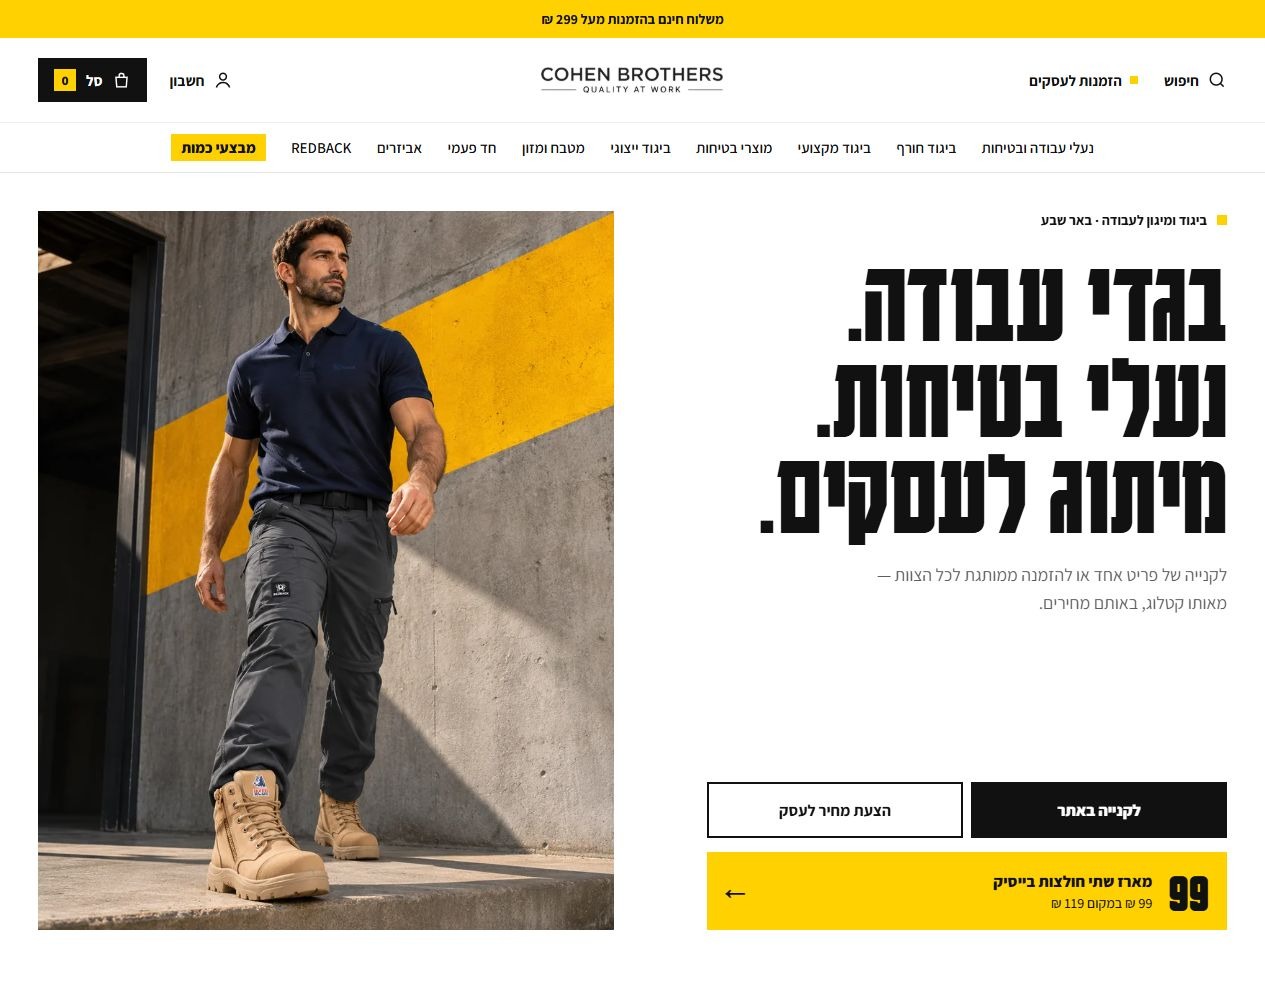 משלוח חינם בהזמנות מעל 299 ₪
חיפוש
הזמנות לעסקים
COHEN BROTHERS
QUALITY AT WORK
חשבון
סל
0
נעלי עבודה ובטיחות
ביגוד חורף
ביגוד מקצועי
מוצרי בטיחות
ביגוד ייצוגי
מטבח ומזון
חד פעמי
אביזרים
REDBACK
מבצעי כמות
ביגוד ומיגון לעבודה · באר שבע
בגדי עבודה.
נעלי בטיחות.
מיתוג לעסקים.
לקנייה של פריט אחד או להזמנה ממותגת לכל הצוות —
מאותו קטלוג, באותם מחירים.
לקנייה באתר
הצעת מחיר לעסק
99
מארז שתי חולצות בייסיק
99 ₪ במקום 119 ₪
←
REDBACK